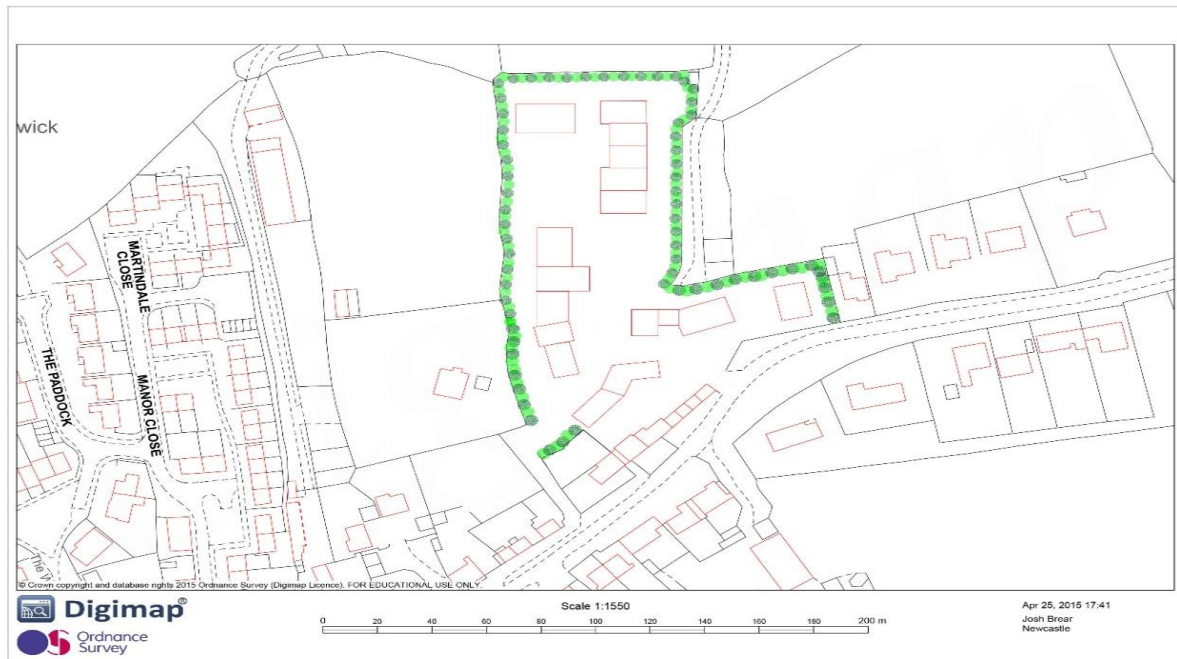 wick
MARTINDALE
CLOSE
THE PADDOCK
MANOR CLOSE
The W
© Crown copyright and database rights 2015 Ordnance Survey (Digimap Licence). FOR EDUCATIONAL USE ONLY.
Digimap®
Ordnance
Survey
Scale 1:1550
0 20 40 60 80 100 120 140 160 180 200 m
Apr 25, 2015 17:41
Josh Brear
Newcastle